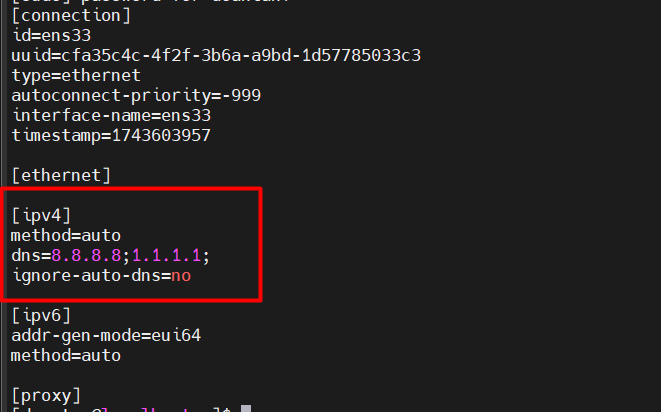 [connection]
id=ens33
uuid=cfa35c4c-4f2f-3b6a-a9bd-1d57785033c3
type=ethernet
autoconnect-priority=-999
interface-name=ens33
timestamp=1743603957
[ethernet]
[ipv4]
method=auto
dns=8.8.8.8;1.1.1.1;
ignore-auto-dns=no
[ipv6]
addr-gen-mode=eui64
method=auto
[proxy]